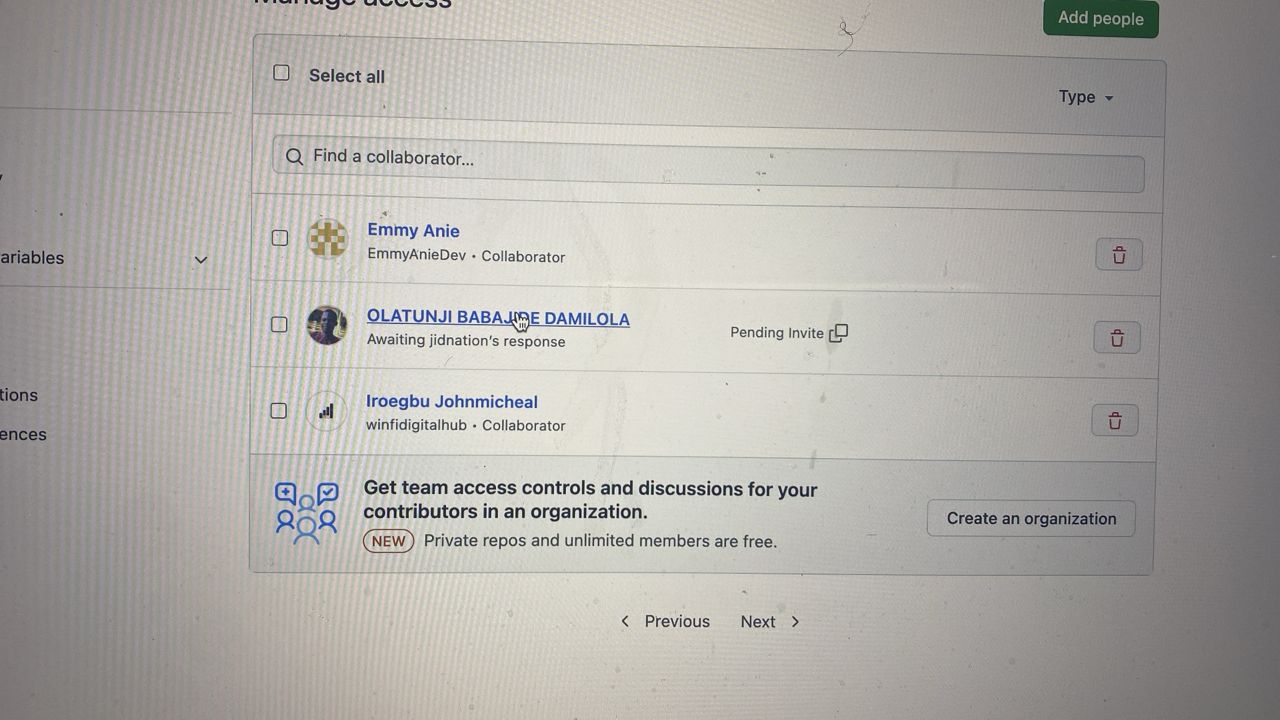 Manage access
Add people
Select all
Type
Find a collaborator...
Emmy Anie
EmmyAnieDev • Collaborator
ariables
OLATUNJI BABAJIDE DAMILOLA
Awaiting jidnation's response
Pending Invite
Iroegbu Johnmicheal
winfidigitalhub • Collaborator
tions
ences
Get team access controls and discussions for your
contributors in an organization.
NEW Private repos and unlimited members are free.
Create an organization
Previous Next